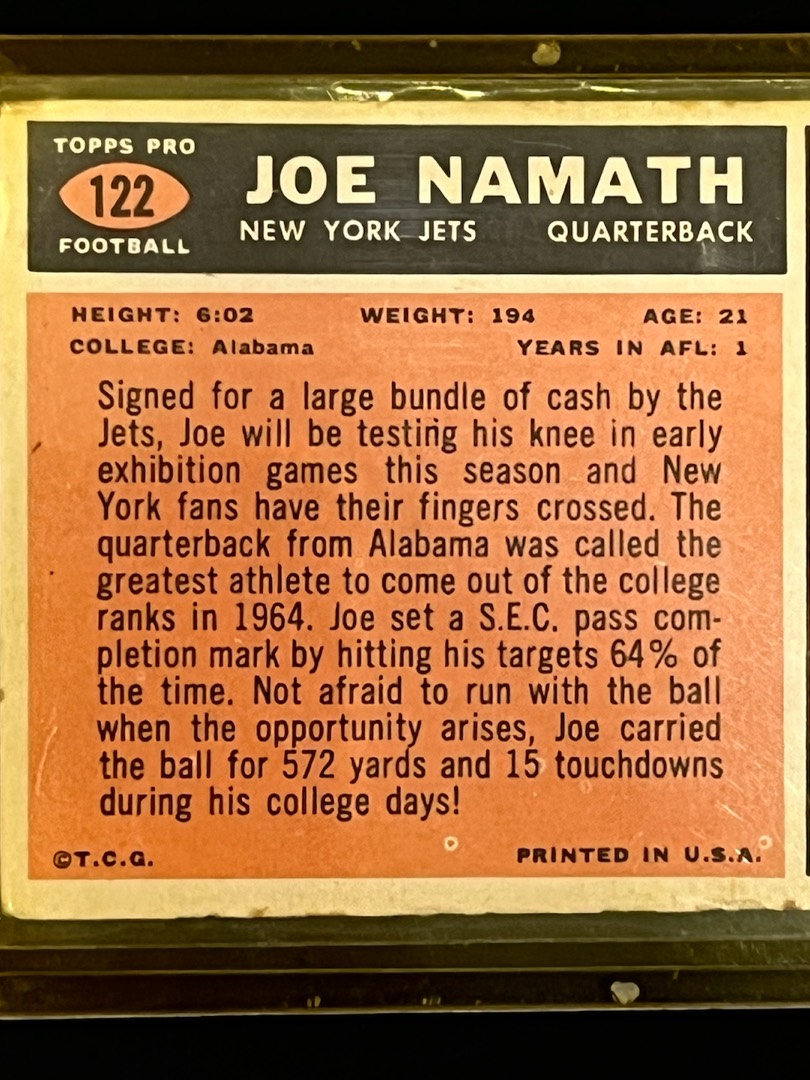 TOPPS PRO
122
FOOTBALL
JOE NAMATH
NEW YORK JETS QUARTERBACK
HEIGHT: 6:02 WEIGHT: 194 AGE: 21
COLLEGE: Alabama YEARS IN AFL: 1
Signed for a large bundle of cash by the
Jets, Joe will be testing his knee in early
exhibition games this season and New
York fans have their fingers crossed. The
quarterback from Alabama was called the
greatest athlete to come out of the college
ranks in 1964. Joe set a S.E.C. pass com-
pletion mark by hitting his targets 64% of
the time. Not afraid to run with the ball
when the opportunity arises, Joe carried
the ball for 572 yards and 15 touchdowns
during his college days!
©T.C.G. PRINTED IN U.S.A.